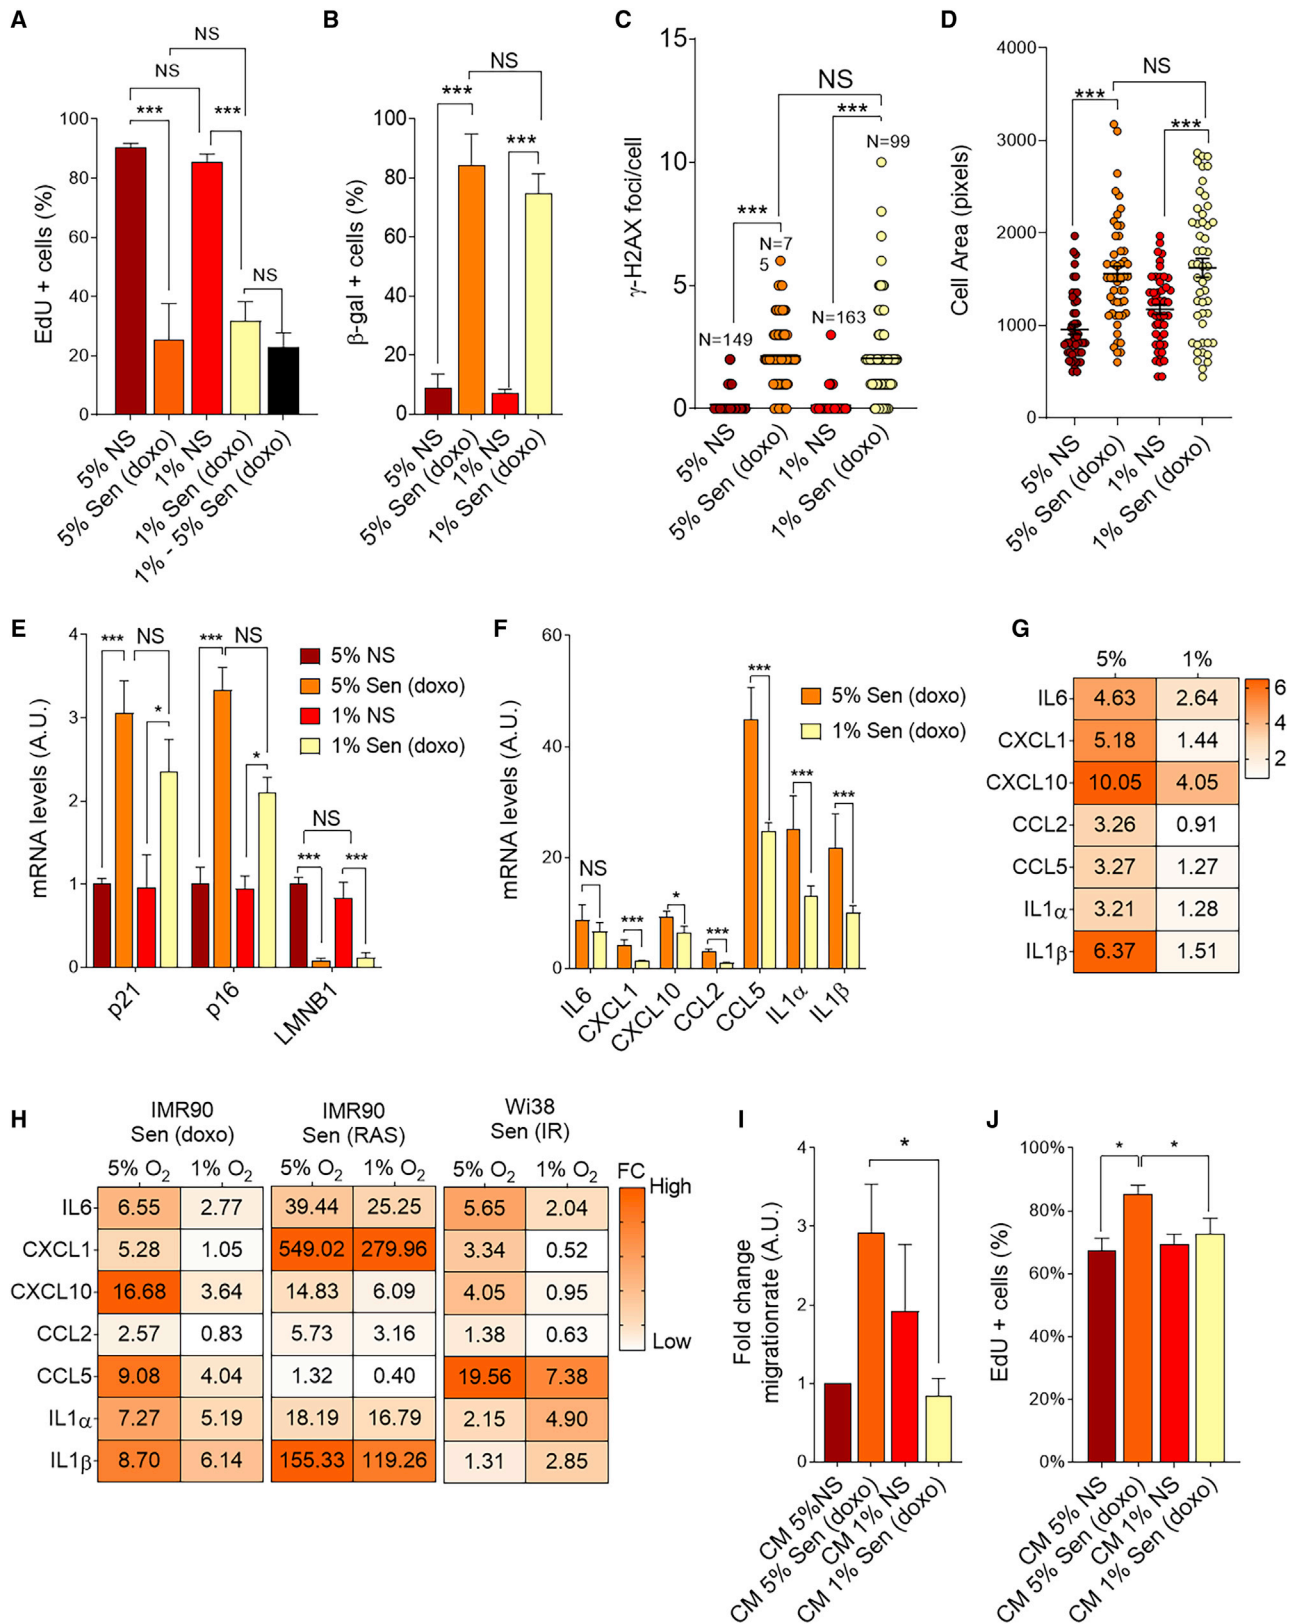 A
NS
NS
***
***
NS
EdU + cells (%)
100
80
60
40
20
0
5% NS
5% Sen (doxo)
1% NS
1% Sen (doxo)
1% - 5% Sen (doxo)
B
NS
***
***
β-gal + cells (%)
100
80
60
40
20
0
5% NS
5% Sen (doxo)
1% NS
1% Sen (doxo)
C
NS
***
***
N=149
N=7
5
N=163
N=99
γ-H2AX foci/cell
15
10
5
0
5% NS
5% Sen (doxo)
1% NS
1% Sen (doxo)
D
NS
***
***
Cell Area (pixels)
4000
3000
2000
1000
0
5% NS
5% Sen (doxo)
1% NS
1% Sen (doxo)
E
*** NS
*
*** NS
*
NS
*** ***
mRNA levels (A.U.)
4
3
2
1
0
p21
p16
LMNB1
5% NS
5% Sen (doxo)
1% NS
1% Sen (doxo)
F
mRNA levels (A.U.)
60
40
20
0
NS
***
*
***
***
***
***
IL6
CXCL1
CXCL10
CCL2
CCL5
IL1α
IL1β
5% Sen (doxo)
1% Sen (doxo)
G
5% 1%
IL6 4.63 2.64
CXCL1 5.18 1.44
CXCL10 10.05 4.05
CCL2 3.26 0.91
CCL5 3.27 1.27
IL1α 3.21 1.28
IL1β 6.37 1.51
6
4
2
H
IMR90
Sen (doxo)
IMR90
Sen (RAS)
Wi38
Sen (IR)
5% O2 1% O2 5% O2 1% O2 5% O2 1% O2
IL6 6.55 2.77 39.44 25.25 5.65 2.04
CXCL1 5.28 1.05 549.02 279.96 3.34 0.52
CXCL10 16.68 3.64 14.83 6.09 4.05 0.95
CCL2 2.57 0.83 5.73 3.16 1.38 0.63
CCL5 9.08 4.04 1.32 0.40 19.56 7.38
IL1α 7.27 5.19 18.19 16.79 2.15 4.90
IL1β 8.70 6.14 155.33 119.26 1.31 2.85
FC
High
Low
I
*
Fold change
migrationrate (A.U.)
4
3
2
1
0
CM 5%NS
CM 5% Sen (doxo)
CM 1% NS
CM 1% Sen (doxo)
J
* *
EdU + cells (%)
100%
80%
60%
40%
20%
0%
CM 5% NS
CM 5% Sen (doxo)
CM 1% NS
CM 1% Sen (doxo)